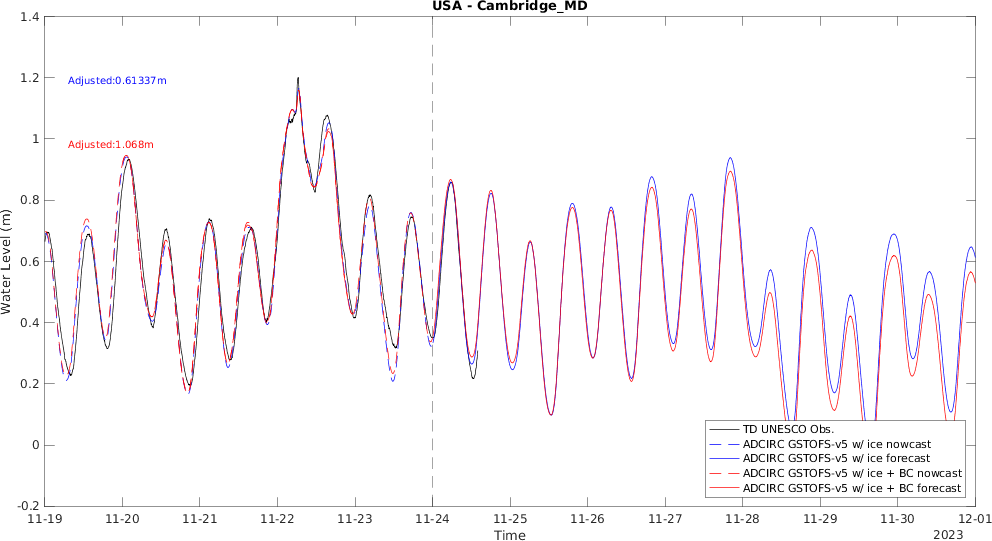 USA - Cambridge_MD
1.4
1.2
1
0.8
0.6
0.4
0.2
0
-0.2
Water Level (m)
Adjusted:0.61337m
Adjusted:1.068m
TD UNESCO Obs.
ADCIRC GSTOFS-v5 w/ ice nowcast
ADCIRC GSTOFS-v5 w/ ice forecast
ADCIRC GSTOFS-v5 w/ ice + BC nowcast
ADCIRC GSTOFS-v5 w/ ice + BC forecast
11-19 11-20 11-21 11-22 11-23 11-24 11-25 11-26 11-27 11-28 11-29 11-30 12-01
Time
2023